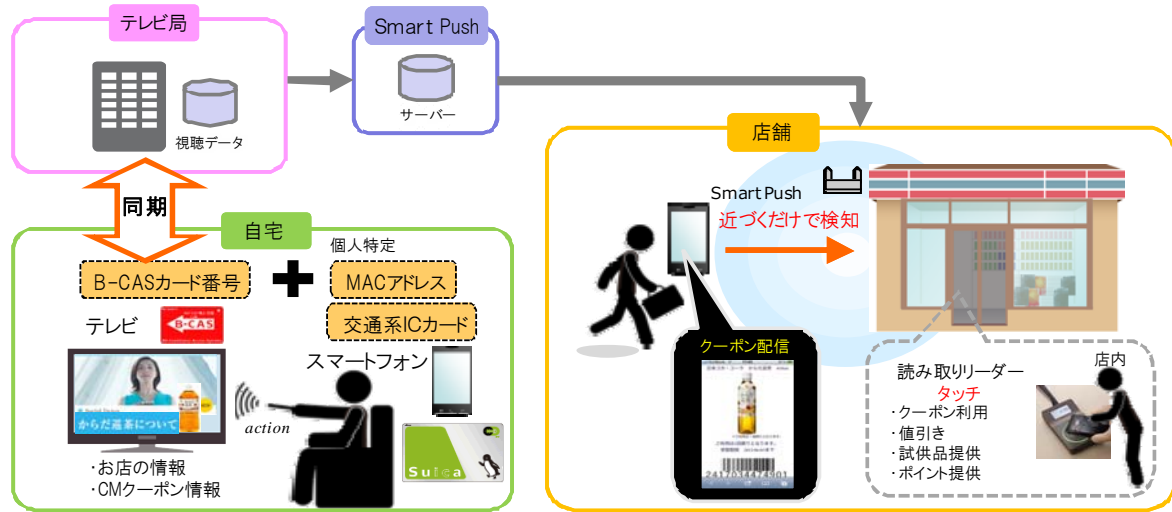 テレビ局
視聴データ
Smart Push
サーバー
同期
自宅
個人特定
B-CASカード番号
MACアドレス
交通系ICカード
テレビ
B-CAS
スマートフォン
からだ巡茶について
action
Suica
・お店の情報
・CMクーポン情報
店舗
Smart Push
近づくだけで検知
クーポン配信
2417034474901
店内
読み取りリーダー
タッチ
・クーポン利用
・値引き
・試供品提供
・ポイント提供